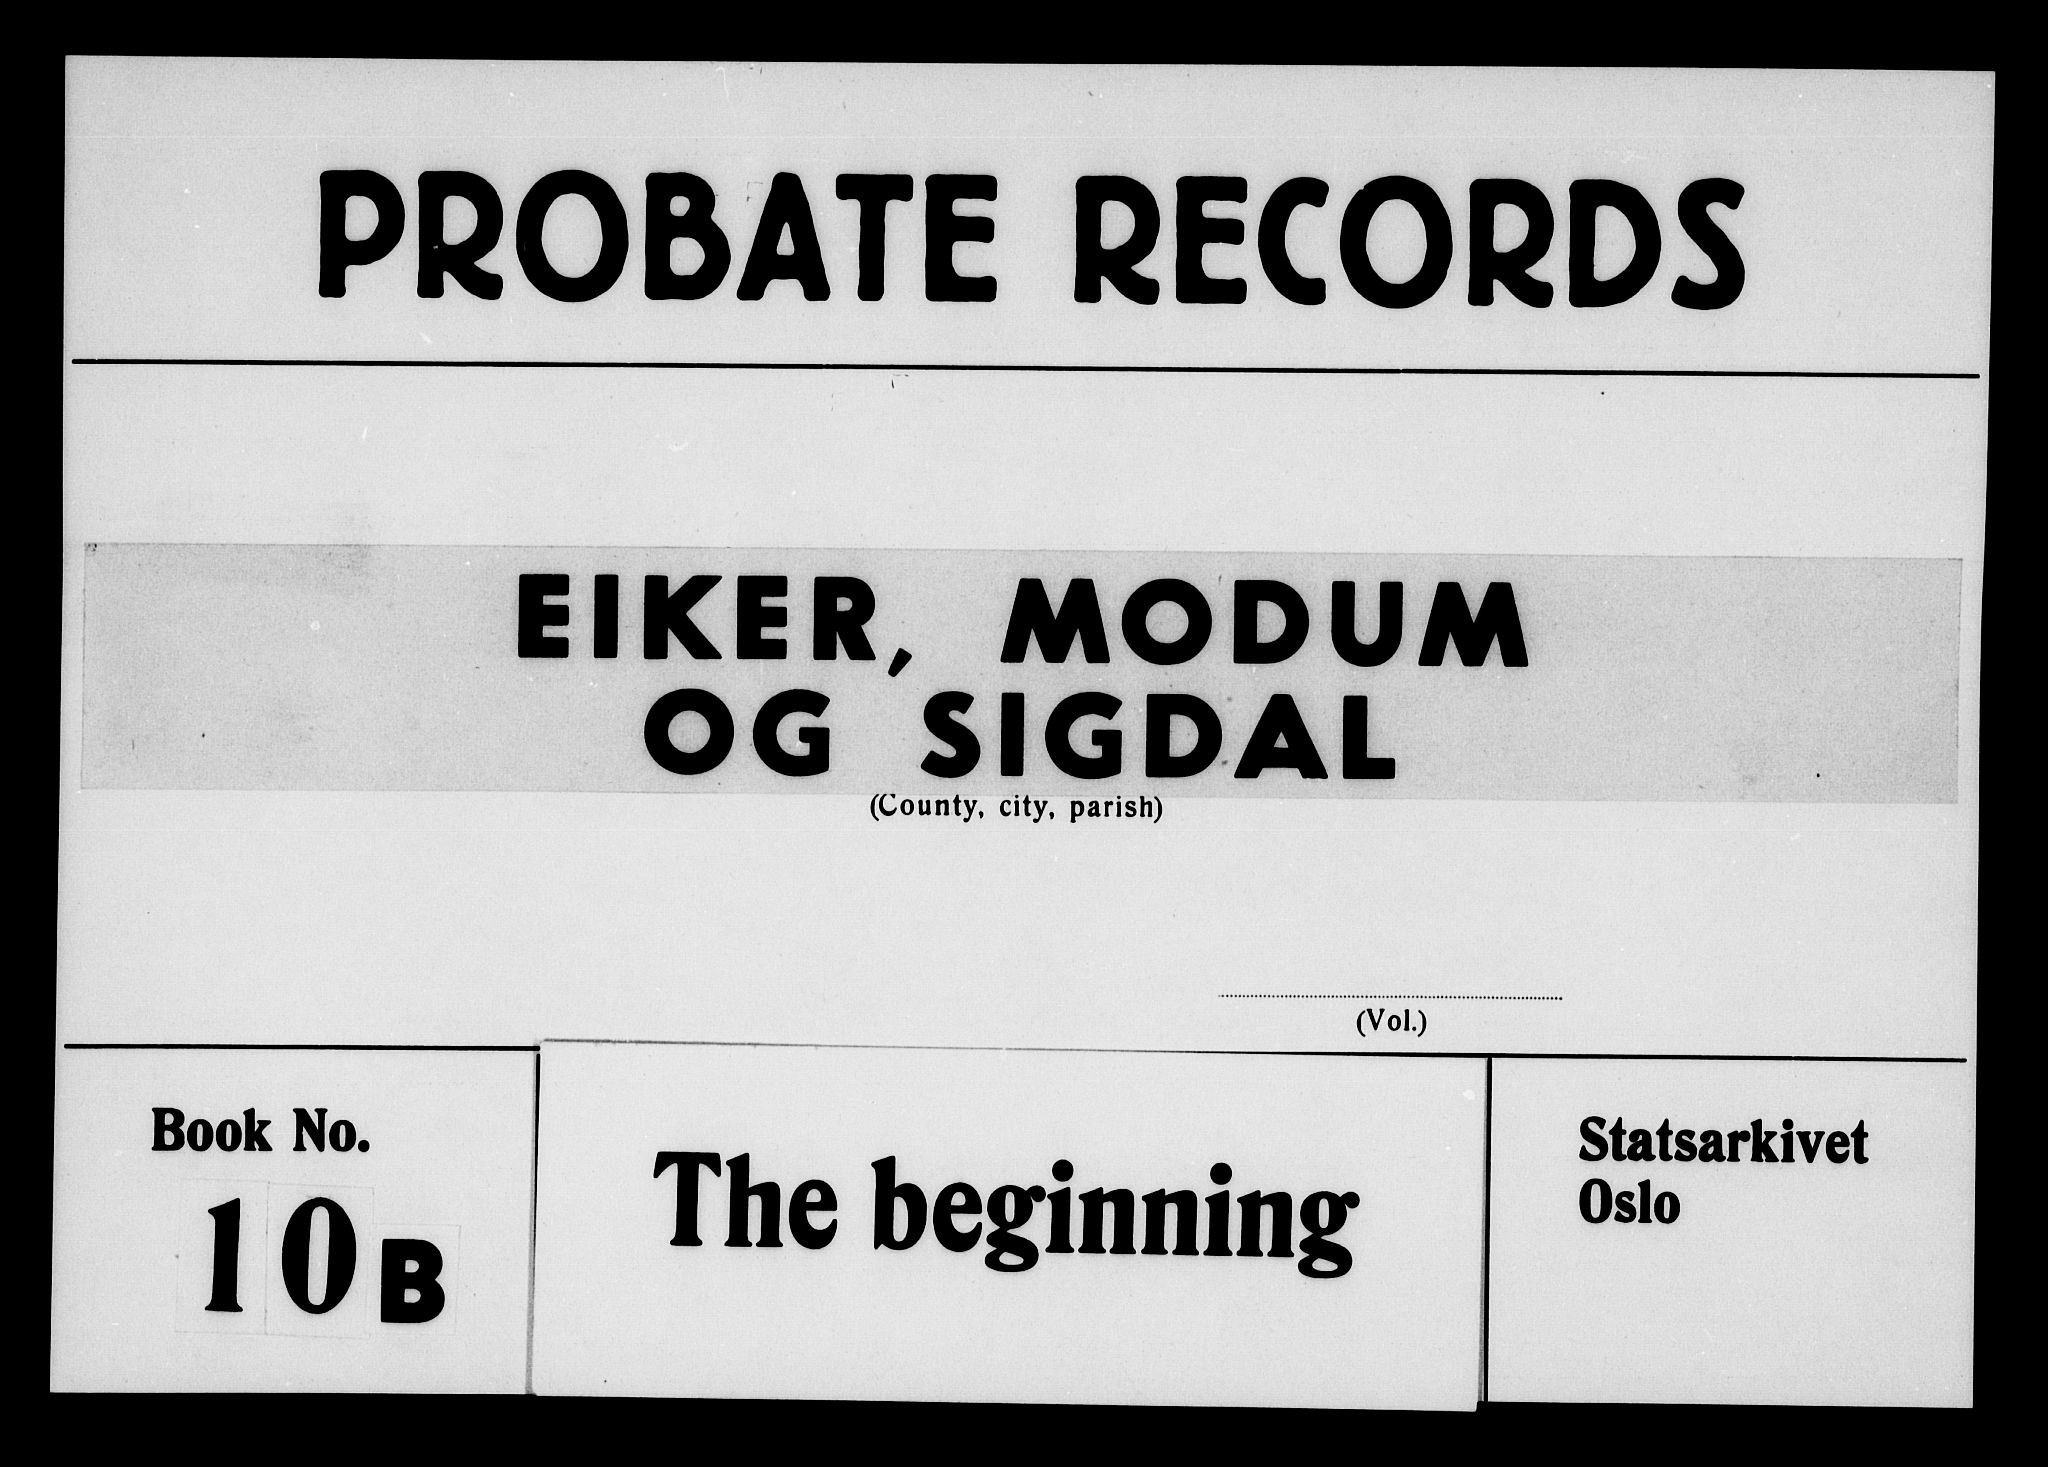 PROBATE RECORDS
EIKER, MODUM
OG SIGDAL
(County, city, parish)
(Vol.)
Book No.
10B
The beginning
Statsarkivet
Oslo